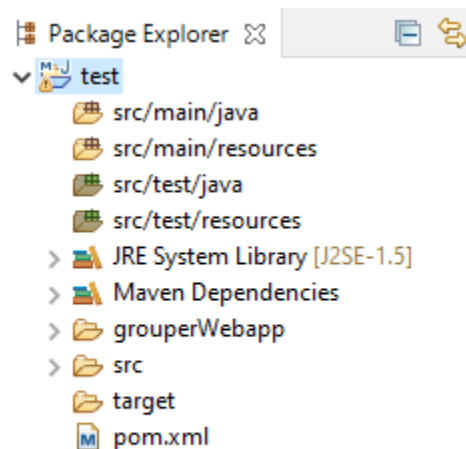 Package Explorer
test
src/main/java
src/main/resources
src/test/java
src/test/resources
JRE System Library [J2SE-1.5]
Maven Dependencies
grouperWebapp
src
target
pom.xml